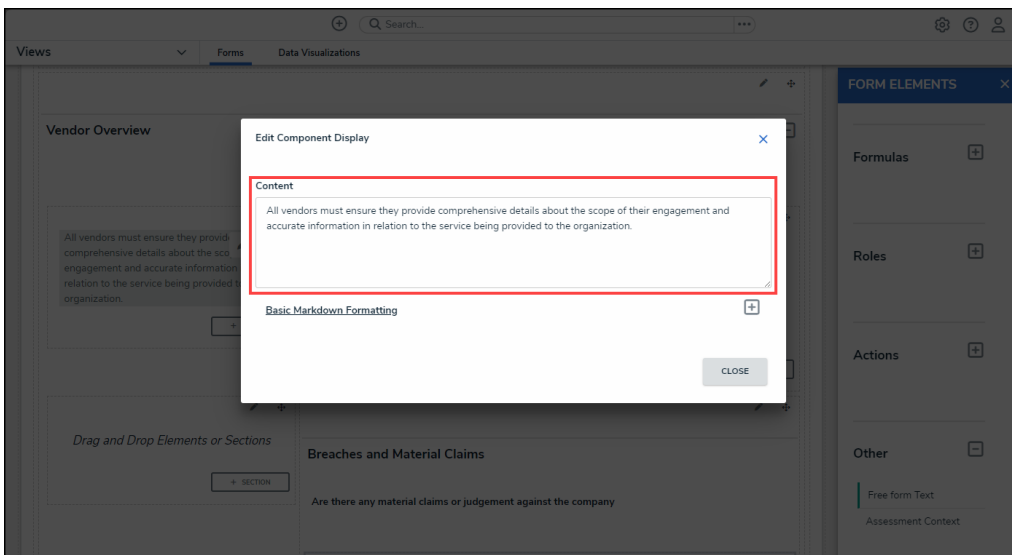 Search...
Views
Forms
Data Visualizations
FORM ELEMENTS
Vendor Overview
Edit Component Display
Formulas
Content
All vendors must ensure they provide comprehensive details about the scope of their engagement and
accurate information in relation to the service being provided to the organization.
All vendors must ensure they provid
comprehensive details about the sco
engagement and accurate information
relation to the service being provided t
organization.
Roles
Basic Markdown Formatting
Actions
CLOSE
Drag and Drop Elements or Sections
+ SECTION
Breaches and Material Claims
Are there any material claims or judgement against the company
Other
Free form Text
Assessment Context